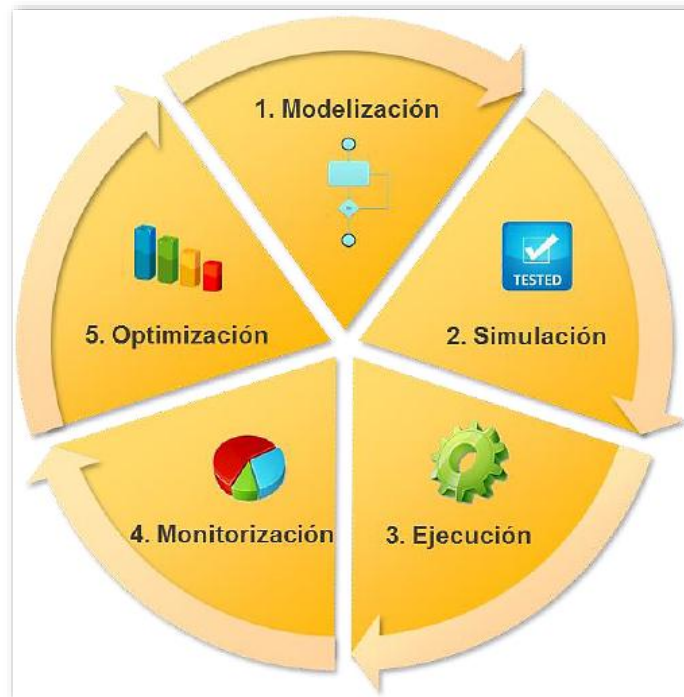 1. Modelización
TESTED
2. Simulación
3. Ejecución
4. Monitorización
5. Optimización